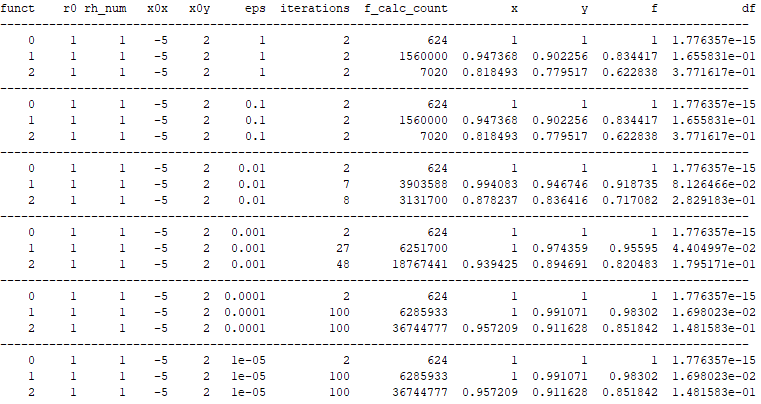 funct r0 rh_num x0x x0y eps iterations f_calc_count x y f df
------------------------------------------------------------------------------------------------------------
0 1 1 -5 2 1 2 624 1 1 1 1.776357e-15
1 1 1 -5 2 1 2 1560000 0.947368 0.902256 0.834417 1.655831e-01
2 1 1 -5 2 1 2 7020 0.818493 0.779517 0.622838 3.771617e-01
------------------------------------------------------------------------------------------------------------
0 1 1 -5 2 0.1 2 624 1 1 1 1.776357e-15
1 1 1 -5 2 0.1 2 1560000 0.947368 0.902256 0.834417 1.655831e-01
2 1 1 -5 2 0.1 2 7020 0.818493 0.779517 0.622838 3.771617e-01
------------------------------------------------------------------------------------------------------------
0 1 1 -5 2 0.01 2 624 1 1 1 1.776357e-15
1 1 1 -5 2 0.01 7 3903588 0.994083 0.946746 0.918735 8.126466e-02
2 1 1 -5 2 0.01 8 3131700 0.878237 0.836416 0.717082 2.829183e-01
------------------------------------------------------------------------------------------------------------
0 1 1 -5 2 0.001 2 624 1 1 1 1.776357e-15
1 1 1 -5 2 0.001 27 6251700 1 0.974359 0.95595 4.404997e-02
2 1 1 -5 2 0.001 48 18767441 0.939425 0.894691 0.820483 1.795171e-01
------------------------------------------------------------------------------------------------------------
0 1 1 -5 2 0.0001 2 624 1 1 1 1.776357e-15
1 1 1 -5 2 0.0001 100 6285933 1 0.991071 0.98302 1.698023e-02
2 1 1 -5 2 0.0001 100 36744777 0.957209 0.911628 0.851842 1.481583e-01
------------------------------------------------------------------------------------------------------------
0 1 1 -5 2 1e-05 2 624 1 1 1 1.776357e-15
1 1 1 -5 2 1e-05 100 6285933 1 0.991071 0.98302 1.698023e-02
2 1 1 -5 2 1e-05 100 36744777 0.957209 0.911628 0.851842 1.481583e-01